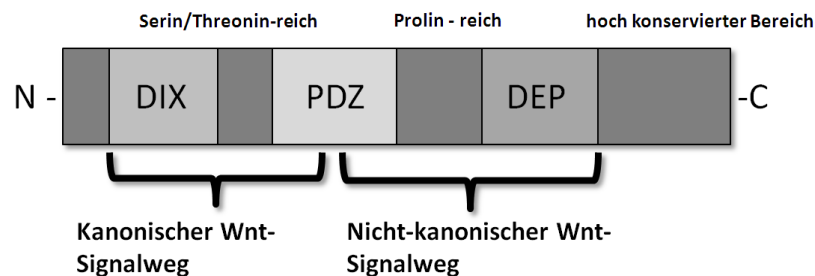 Serin/Threonin-reich Prolin - reich hoch konservierter Bereich
N - DIX PDZ DEP -C
Kanonischer Wnt-
Signalweg
Nicht-kanonischer Wnt-
Signalweg